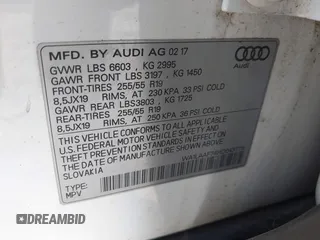 MFD. BY AUDI AG 02 17
GVWR LBS 6603 , KG 2995
GAWR FRONT LBS 3197 , KG 1450
FRONT-TIRES 255/55 R19
8,5JX19 RIMS, AT 230 KPA 33 PSI COLD
GAWR REAR LBS3803 , KG 1725
REAR-TIRES 255/55 R19
8,5JX19 RIMS, AT 250 KPA 36 PSI COLD
Audi
THIS VEHICLE CONFORMS TO ALL APPLICABLE
U.S. FEDERAL MOTOR VEHICLE SAFETY AND
THEFT PREVENTION STANDARDS IN EFFECT ON THE
DATE OF MANUFACTURE SHOWN ABOVE.
SLOVAKIA
TYPE:
MPV
DREAMBID
DREAMBID.COM